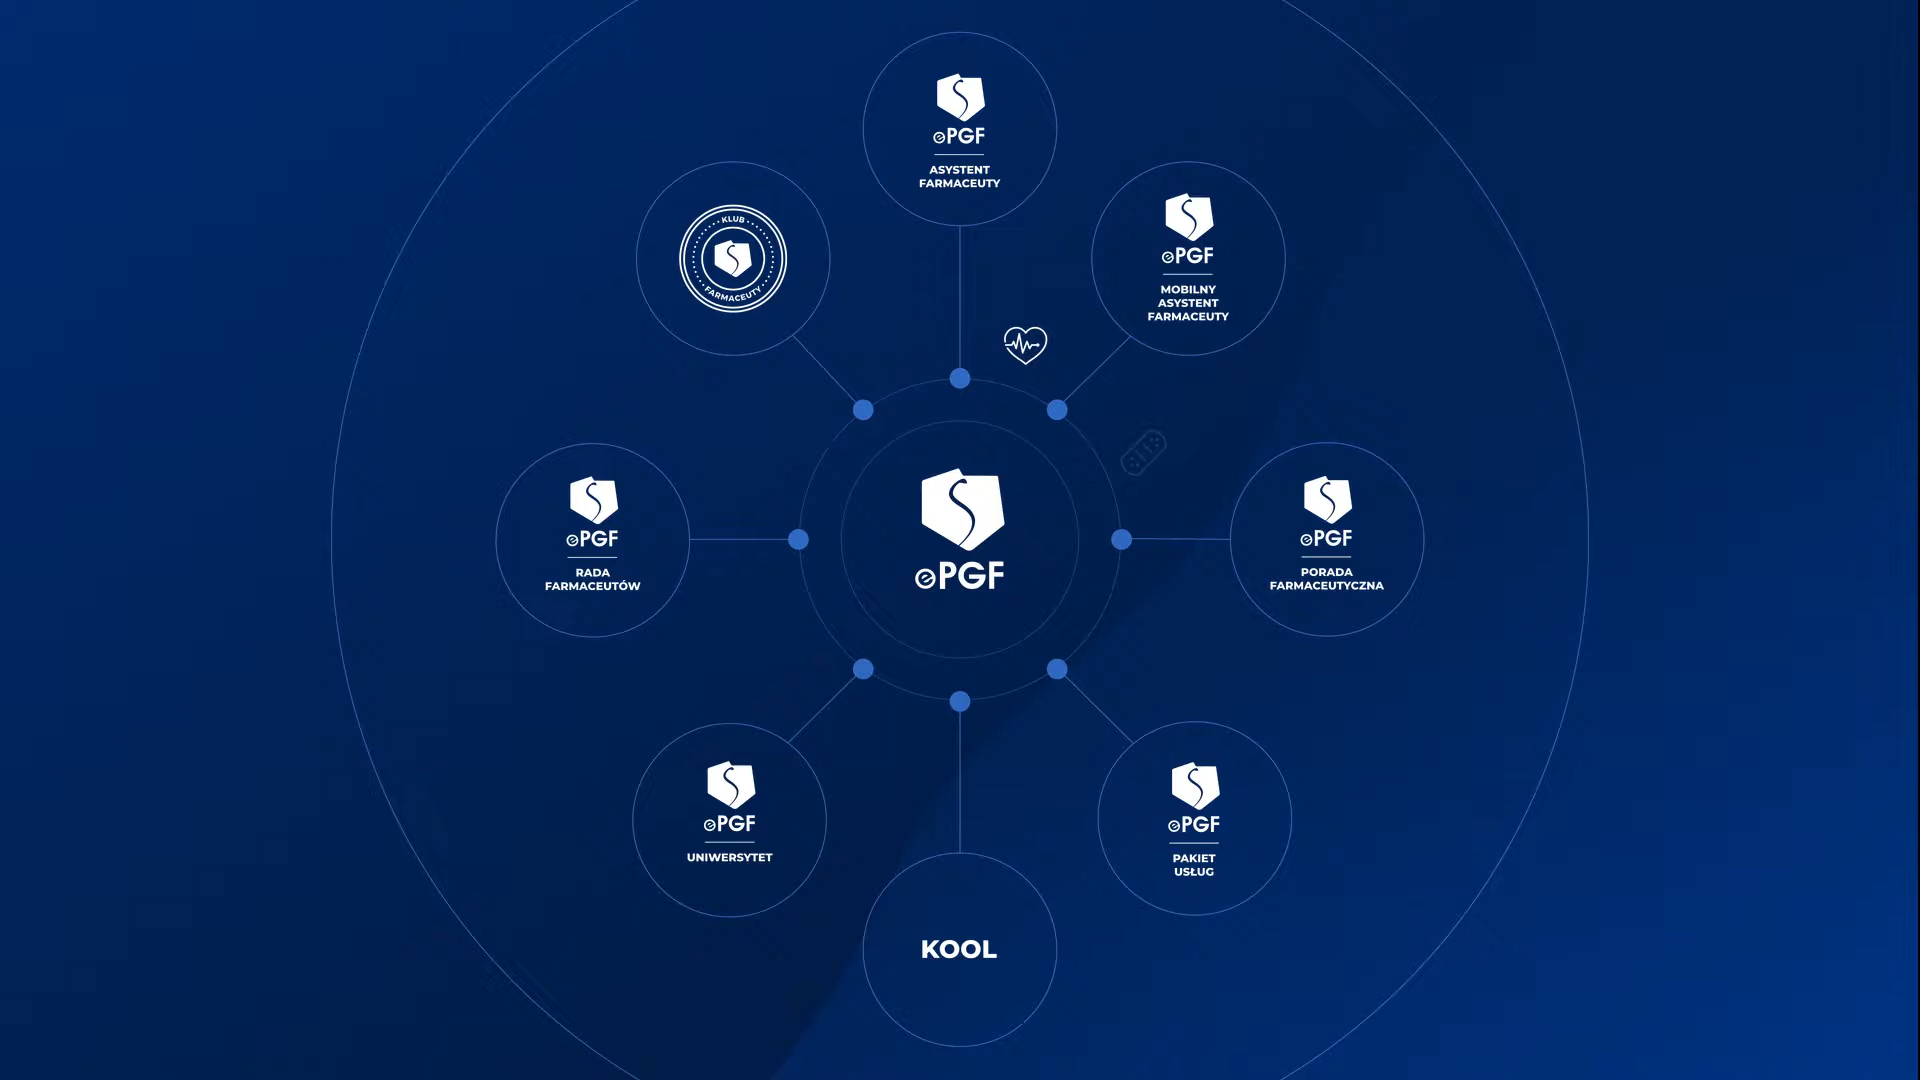 ePGF
ASYSTENT
FARMACEUTY
KLUB
FARMACEUTY
ePGF
MOBILNY
ASYSTENT
FARMACEUTY
ePGF
RADA
FARMACEUTÓW
ePGF
ePGF
PORADA
FARMACEUTYCZNA
ePGF
UNIWERSYTET
ePGF
PAKIET
USŁUG
KOOL